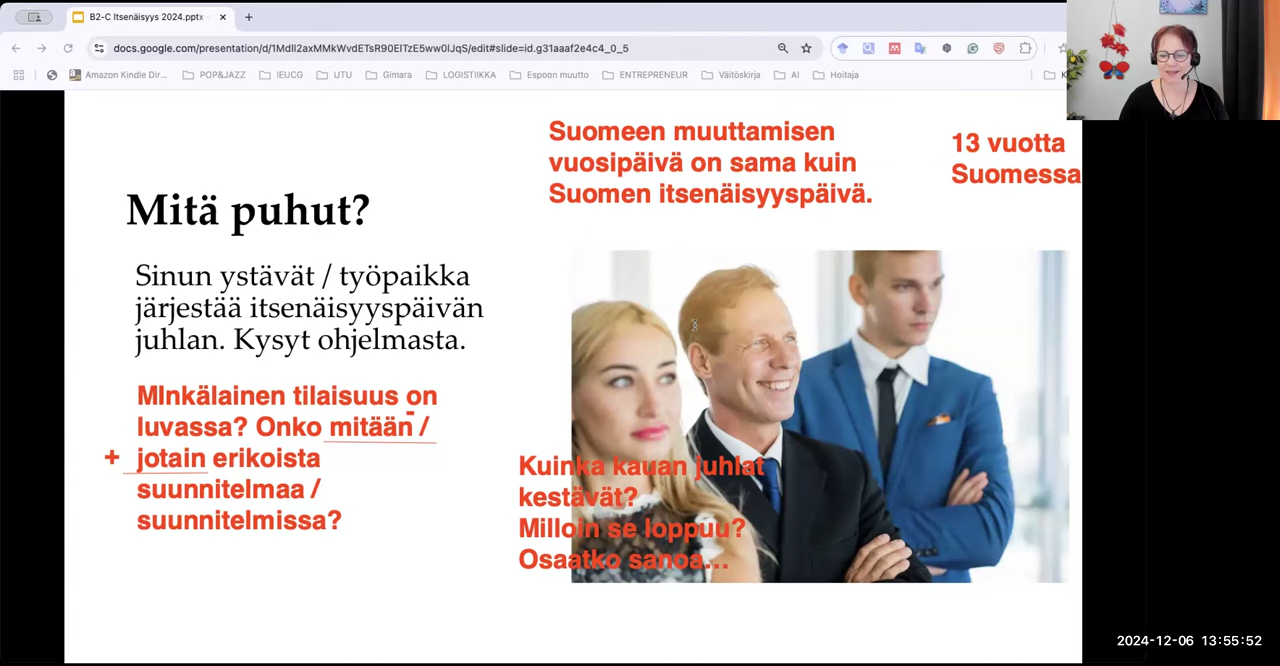 B2-C Itsenäisyys 2024.pptx
docs.google.com/presentation/d/1MdlI2axMMkWvdETsR90EITzE5ww0lJqS/edit#slide=id.g31aaaf2e4c4_0_5
Amazon Kindle Dir... POP&JAZZ IEUCG UTU Gimara LOGISTIIKKA Espoon muutto ENTREPRENEUR Väitöskirja AI Hoitaja
Suomeen muuttamisen
vuosipäivä on sama kuin
Suomen itsenäisyyspäivä.
13 vuotta
Suomessa
Mitä puhut?
Sinun ystävät / työpaikka
järjestää itsenäisyyspäivän
juhlan. Kysyt ohjelmasta.
MInkälainen tilaisuus on
luvassa? Onko mitään /
-
+ jotain erikoista
suunnitelmaa /
suunnitelmissa?
Kuinka kauan juhlat
kestävät?
Milloin se loppuu?
Osaatko sanoa...
2024-12-06 13:55:52